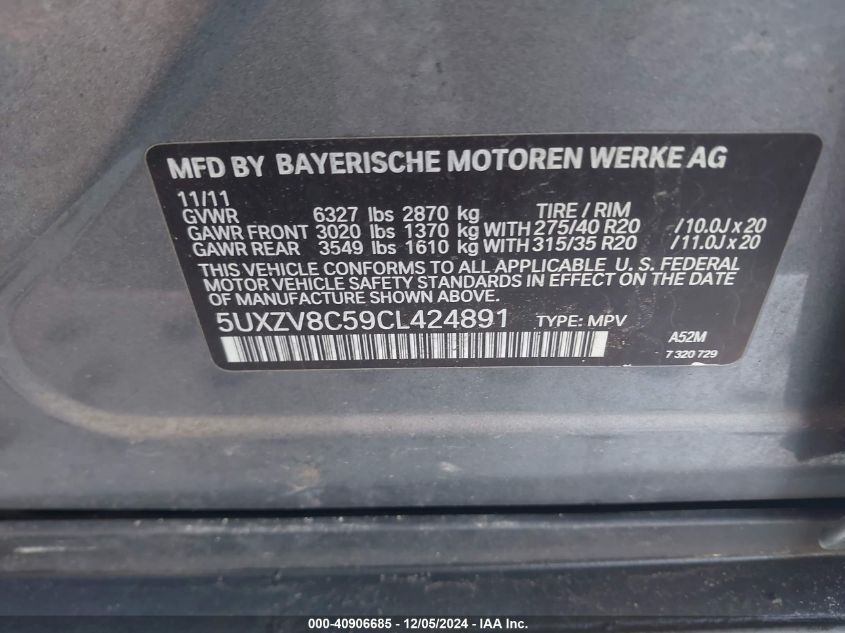 MFD BY BAYERISCHE MOTOREN WERKE AG
11/11
GVWR 6327 lbs 2870 kg TIRE / RIM
GAWR FRONT 3020 lbs 1370 kg WITH 275/40 R20 / 10.0J x 20
GAWR REAR 3549 lbs 1610 kg WITH 315/35 R20 / 11.0J x 20
THIS VEHICLE CONFORMS TO ALL APPLICABLE U. S. FEDERAL
MOTOR VEHICLE SAFETY STANDARDS IN EFFECT ON THE DATE
OF MANUFACTURE SHOWN ABOVE.
5UXZV8C59CL424891 TYPE: MPV
A52M
7 320 729
000-40906685 - 12/05/2024 - IAA Inc.